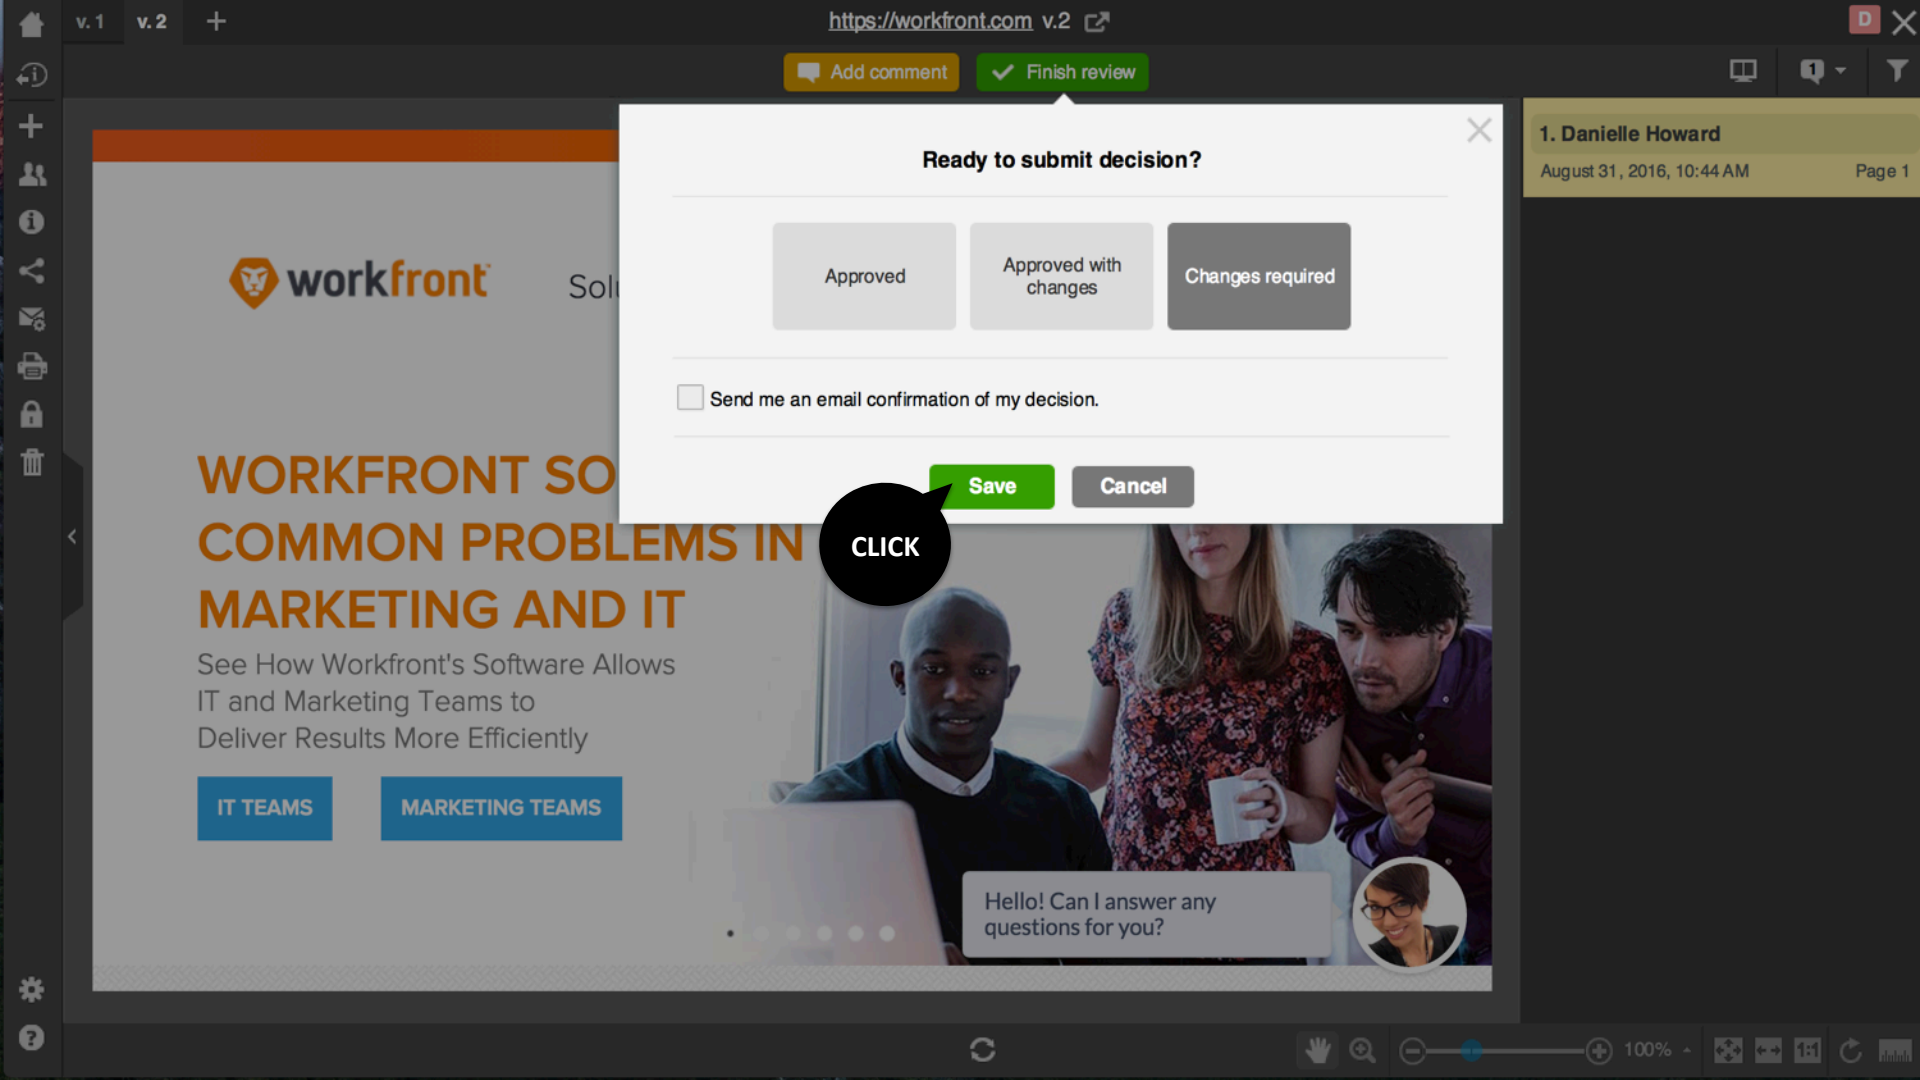 v. 1
v. 2
https://workfront.com v.2
D
Add comment
Finish review
1
Ready to submit decision?
Approved
Approved with
changes
Changes required
Send me an email confirmation of my decision.
Save
Cancel
CLICK
1. Danielle Howard
August 31, 2016, 10:44 AM
Page 1
workfront
WORKFRONT SO
COMMON PROBLEMS IN
MARKETING AND IT
See How Workfront's Software Allows
IT and Marketing Teams to
Deliver Results More Efficiently
IT TEAMS
MARKETING TEAMS
Hello! Can I answer any
questions for you?
100%
1:1